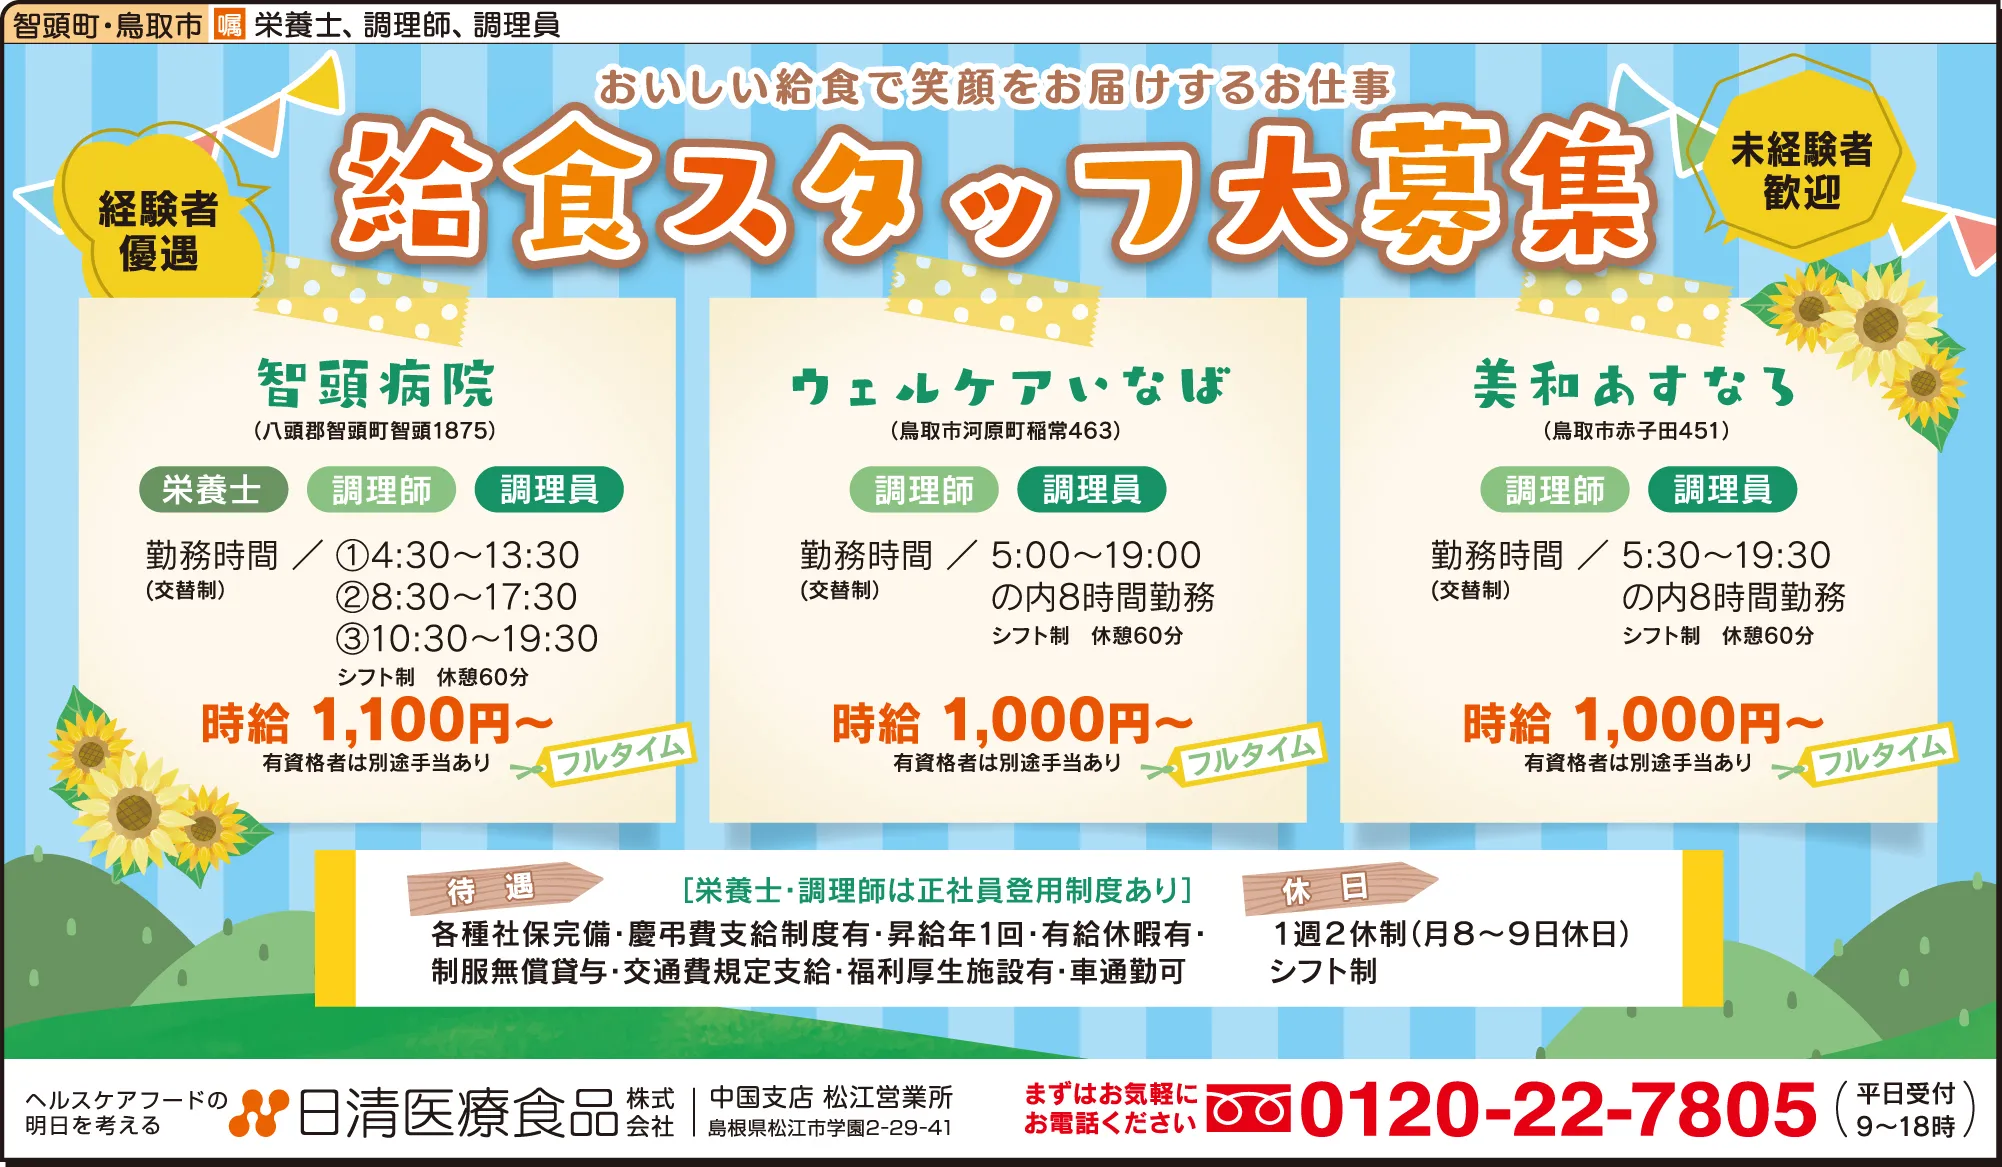 智頭町・鳥取市 嘱 栄養士、調理師、調理員
おいしい給食で笑顔をお届けするお仕事
給食スタッフ大募集
経験者
優遇
未経験者
歓迎
智頭病院
（八頭郡智頭町智頭1875）
栄養士 調理師 調理員
勤務時間 ／ ①4:30〜13:30
(交替制)
②8:30〜17:30
③10:30〜19:30
シフト制　休憩60分
時給 1,100円〜
有資格者は別途手当あり
フルタイム
ウェルケアいなば
（鳥取市河原町稲常463）
調理師 調理員
勤務時間 ／ 5:00〜19:00
(交替制)
の内8時間勤務
シフト制　休憩60分
時給 1,000円〜
有資格者は別途手当あり
フルタイム
美和あすなろ
（鳥取市赤子田451）
調理師 調理員
勤務時間 ／ 5:30〜19:30
(交替制)
の内8時間勤務
シフト制　休憩60分
時給 1,000円〜
有資格者は別途手当あり
フルタイム
待遇
［栄養士・調理師は正社員登用制度あり］
各種社保完備・慶弔費支給制度有・昇給年1回・有給休暇有・
制服無償貸与・交通費規定支給・福利厚生施設有・車通勤可
休日
1週2休制（月8〜9日休日）
シフト制
ヘルスケアフードの
明日を考える
日清医療食品 株式会社
中国支店 松江営業所
島根県松江市学園2-29-41
まずはお気軽に
お電話ください
0120-22-7805
（平日受付
9〜18時）